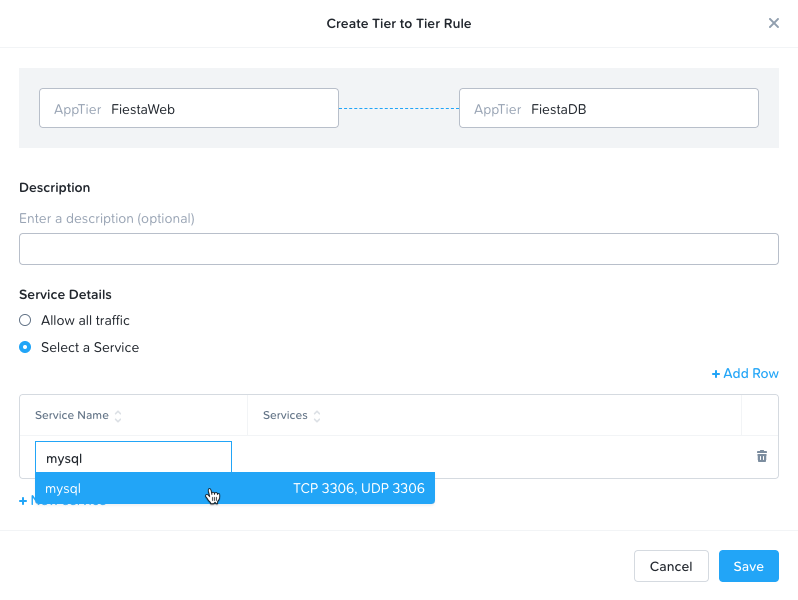 Create Tier to Tier Rule
AppTier FiestaWeb
AppTier FiestaDB
Description
Enter a description (optional)
Service Details
Allow all traffic
Select a Service
+ Add Row
Service Name
Services
mysql
mysql TCP 3306, UDP 3306
Cancel
Save